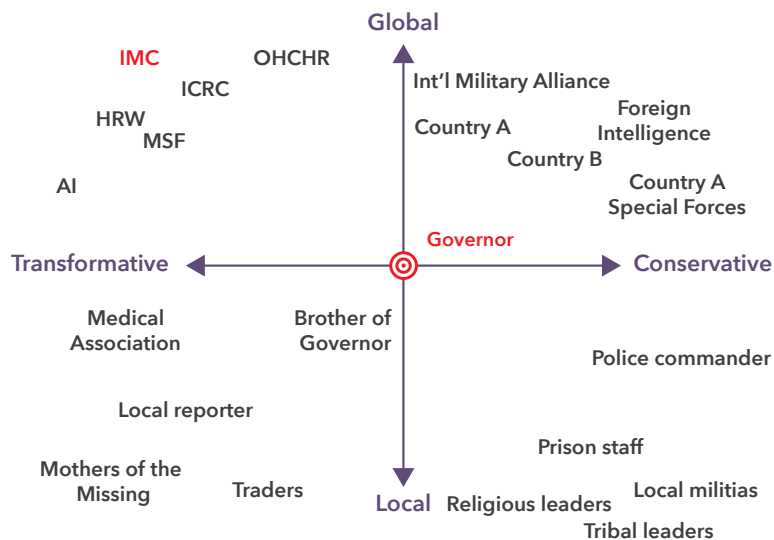 Global
IMC
OHCHR
ICRC
Int'l Military Alliance
HRW
MSF
Country A
Foreign
Intelligence
Country B
AI
Country A
Special Forces
Governor
Transformative
Conservative
Medical
Association
Brother of
Governor
Police commander
Local reporter
Prison staff
Mothers of the
Missing
Traders
Local
Religious leaders
Local militias
Tribal leaders